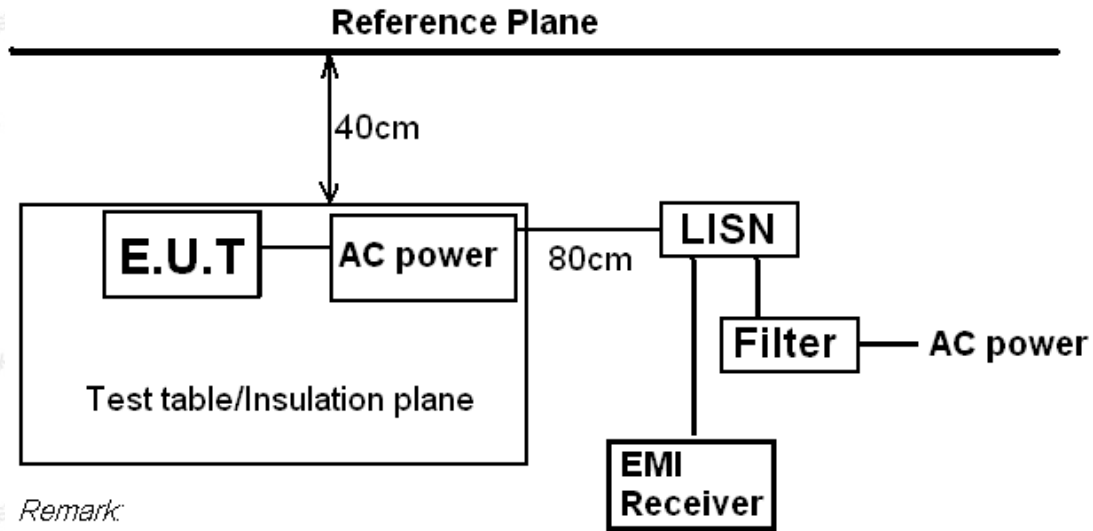 Reference Plane
40cm
E.U.T
AC power
80cm
LISN
Filter
AC power
Test table/Insulation plane
EMI
Receiver
Remark: